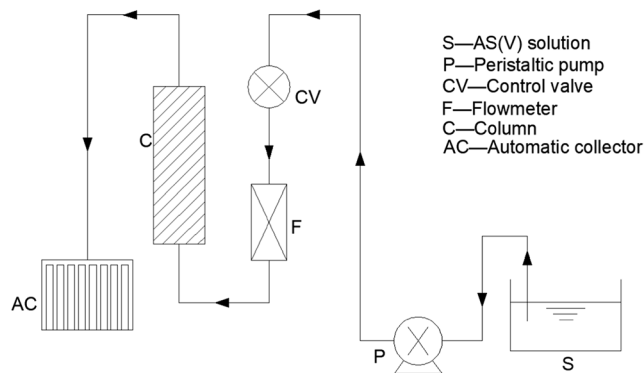 S—AS(V) solution
P—Peristaltic pump
CV—Control valve
F—Flowmeter
C—Column
AC—Automatic collector
CV
C
F
AC
P
S